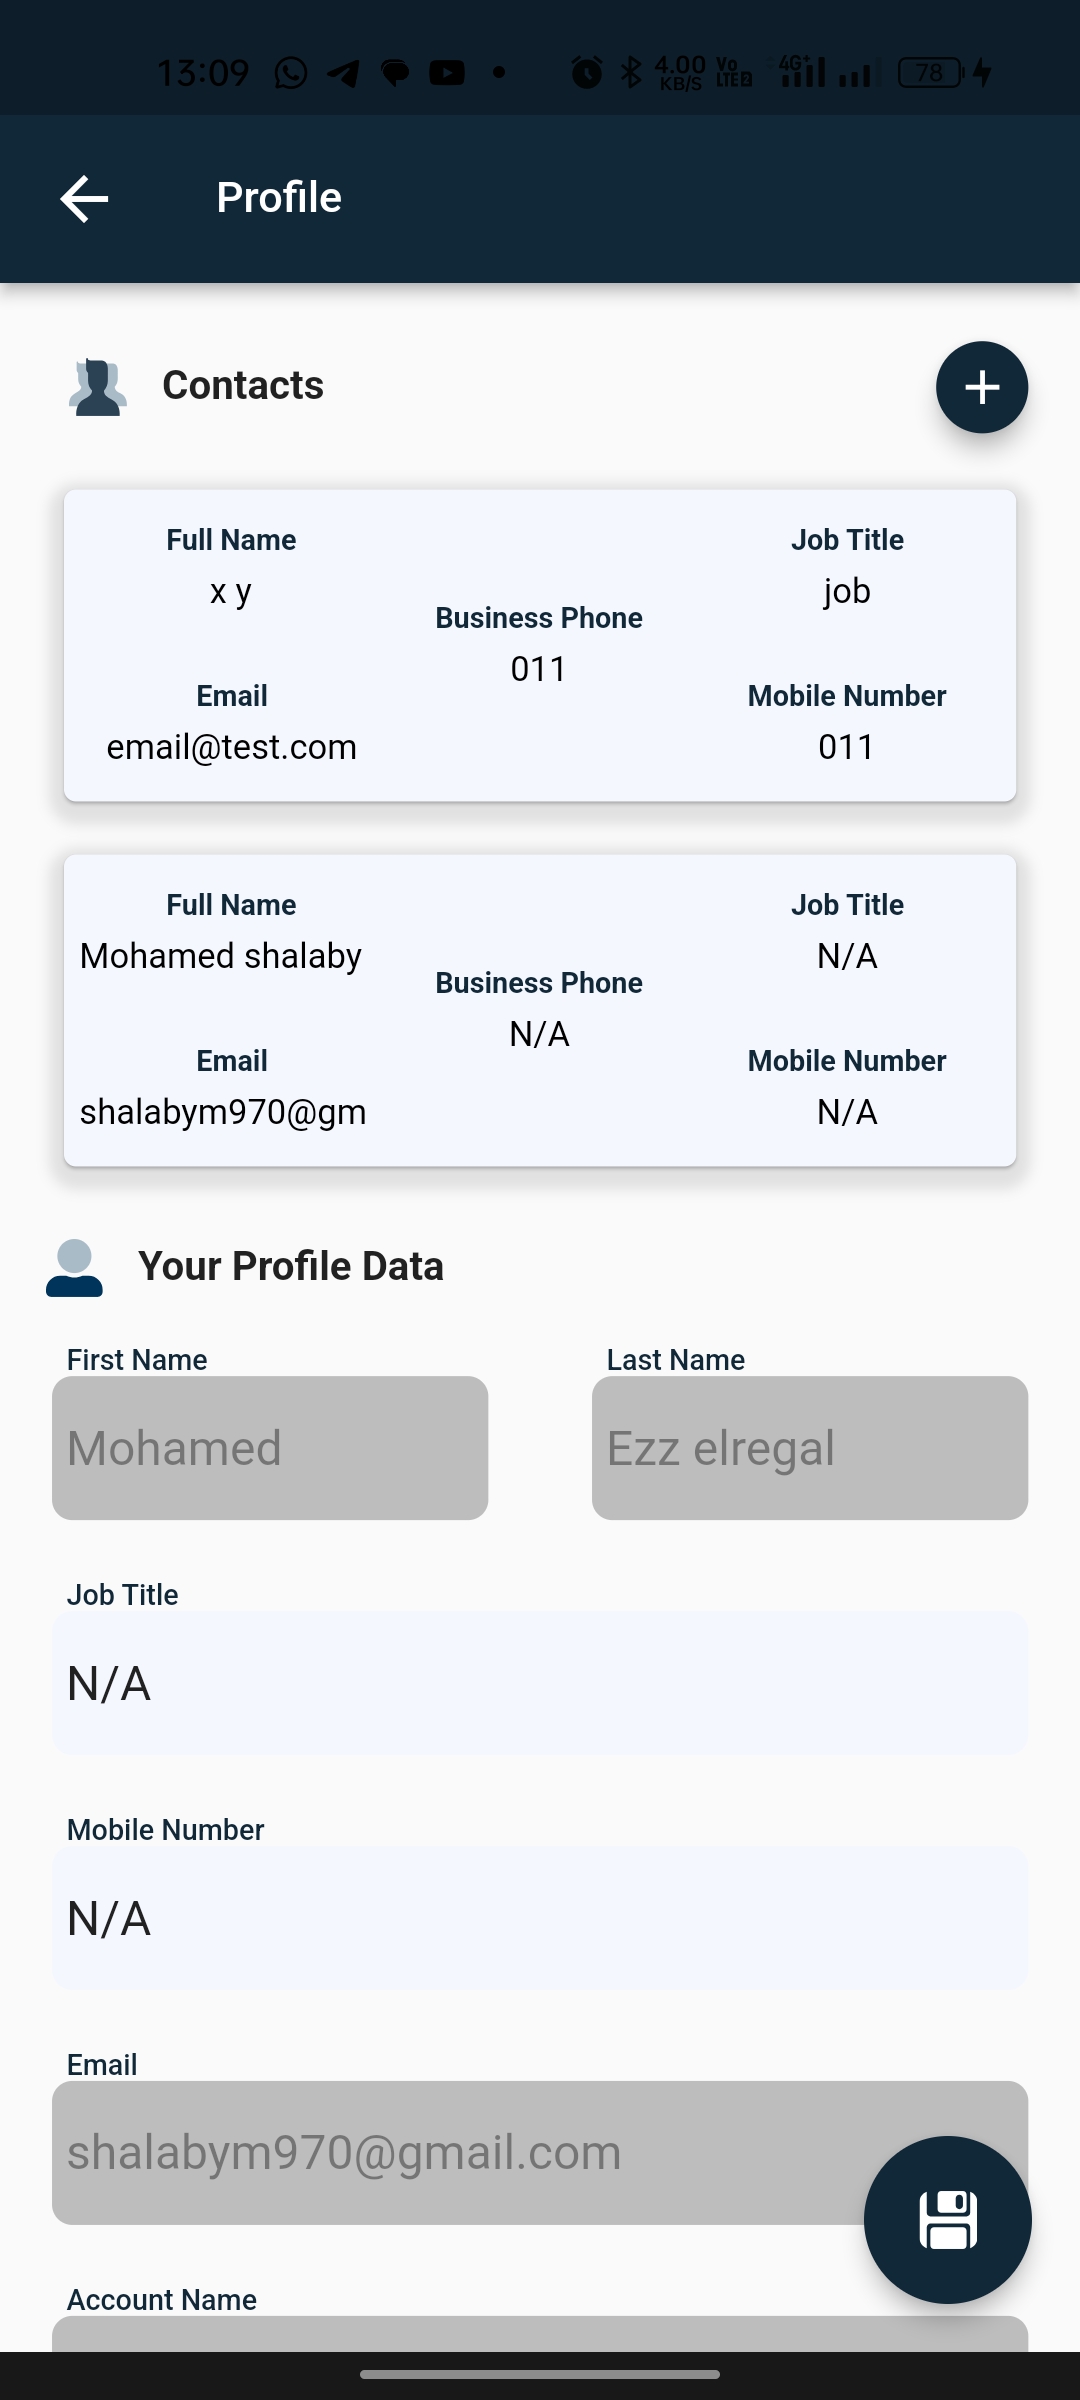 13:09
4.00 KB/S
Vo LTE 2
4G+
78
Profile
Contacts
Full Name
x y
Job Title
job
Business Phone
011
Email
email@test.com
Mobile Number
011
Full Name
Mohamed shalaby
Job Title
N/A
Business Phone
N/A
Email
shalabym970@gm
Mobile Number
N/A
Your Profile Data
First Name
Mohamed
Last Name
Ezz elregal
Job Title
N/A
Mobile Number
N/A
Email
shalabym970@gmail.com
Account Name